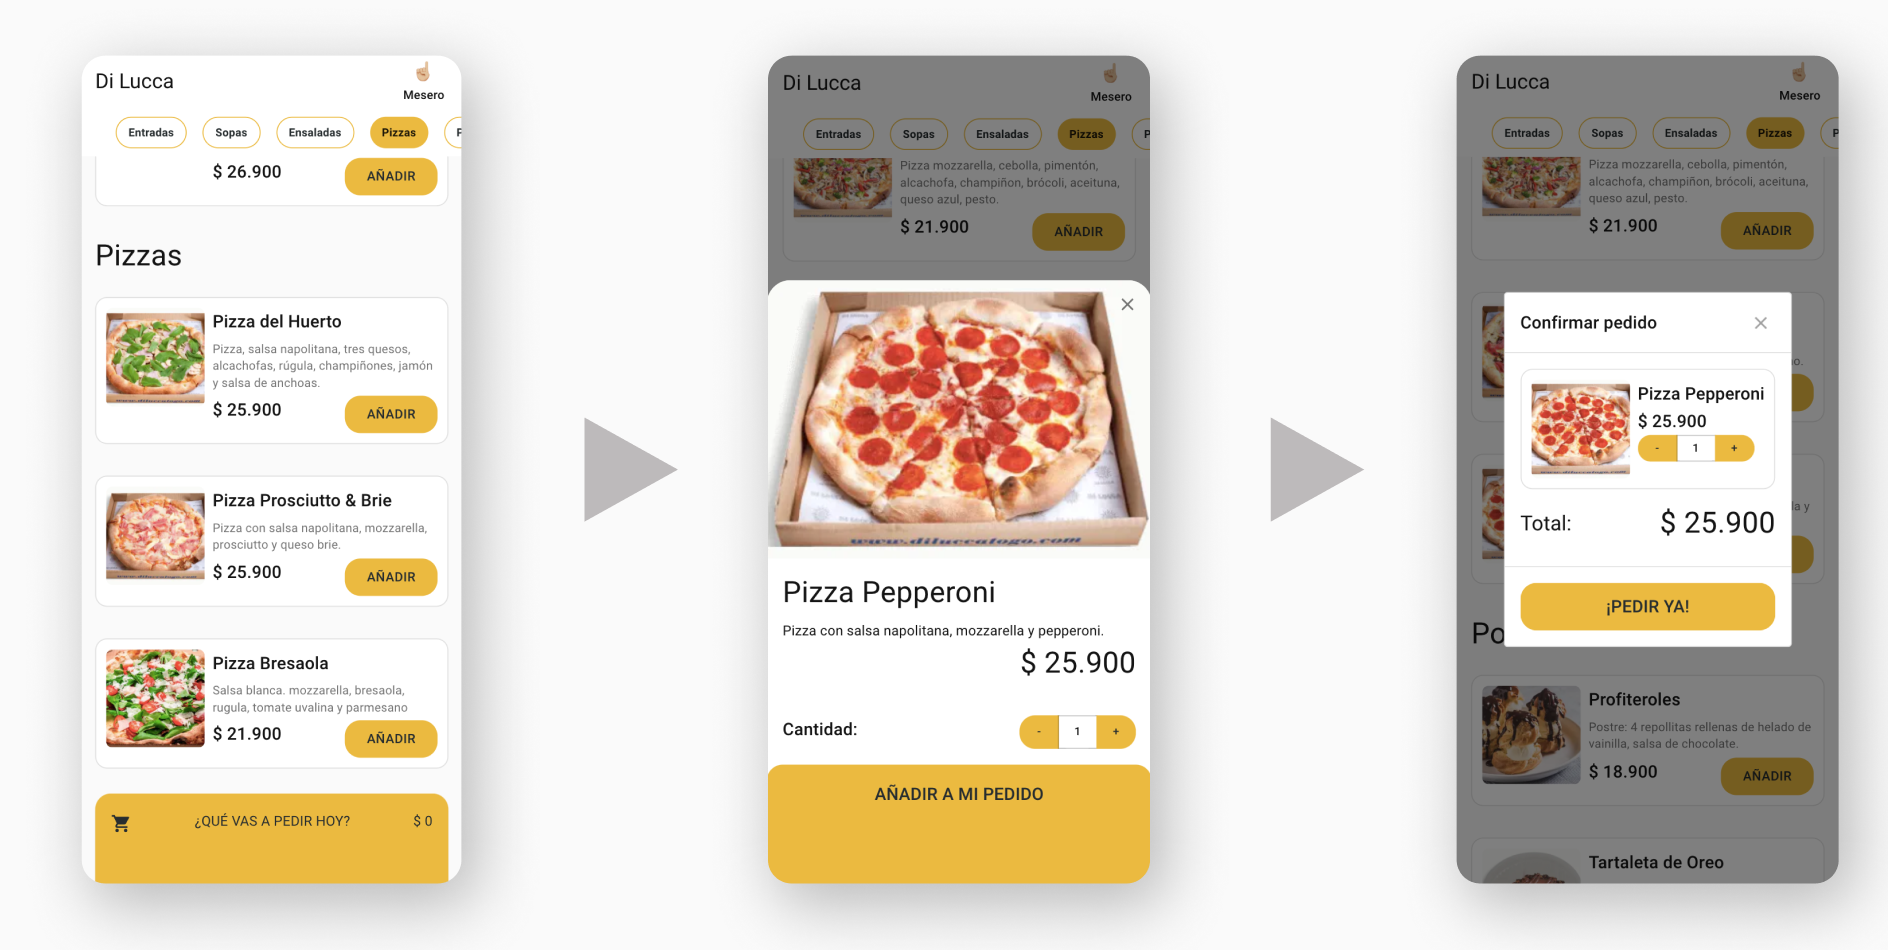 Di Lucca
Mesero
Entradas
Sopas
Ensaladas
Pizzas
$ 26.900
AÑADIR
Pizzas
Pizza del Huerto
Pizza, salsa napolitana, tres quesos,
alcachofas, rúgula, champiñones, jamón
y salsa de anchoas.
$ 25.900
AÑADIR
Pizza Prosciutto & Brie
Pizza con salsa napolitana, mozzarella,
prosciutto y queso brie.
$ 25.900
AÑADIR
Pizza Bresaola
Salsa blanca. mozzarella, bresaola,
rugula, tomate uvalina y parmesano
$ 21.900
AÑADIR
¿QUÉ VAS A PEDIR HOY?
$ 0
Di Lucca
Mesero
Entradas
Sopas
Ensaladas
Pizzas
Pizza mozzarella, cebolla, pimentón,
alcachofa, champiñon, brócoli, aceituna,
queso azul, pesto.
$ 21.900
AÑADIR
www.diluccatogo.com
Pizza Pepperoni
Pizza con salsa napolitana, mozzarella y pepperoni.
$ 25.900
Cantidad:
- 1 +
AÑADIR A MI PEDIDO
Di Lucca
Mesero
Entradas
Sopas
Ensaladas
Pizzas
Pizza mozzarella, cebolla, pimentón,
alcachofa, champiñon, brócoli, aceituna,
queso azul, pesto.
$ 21.900
AÑADIR
Confirmar pedido
Pizza Pepperoni
$ 25.900
- 1 +
Total:
$ 25.900
¡PEDIR YA!
Po
Profiteroles
Postre: 4 repollitas rellenas de helado de
vainilla, salsa de chocolate.
$ 18.900
AÑADIR
Tartaleta de Oreo